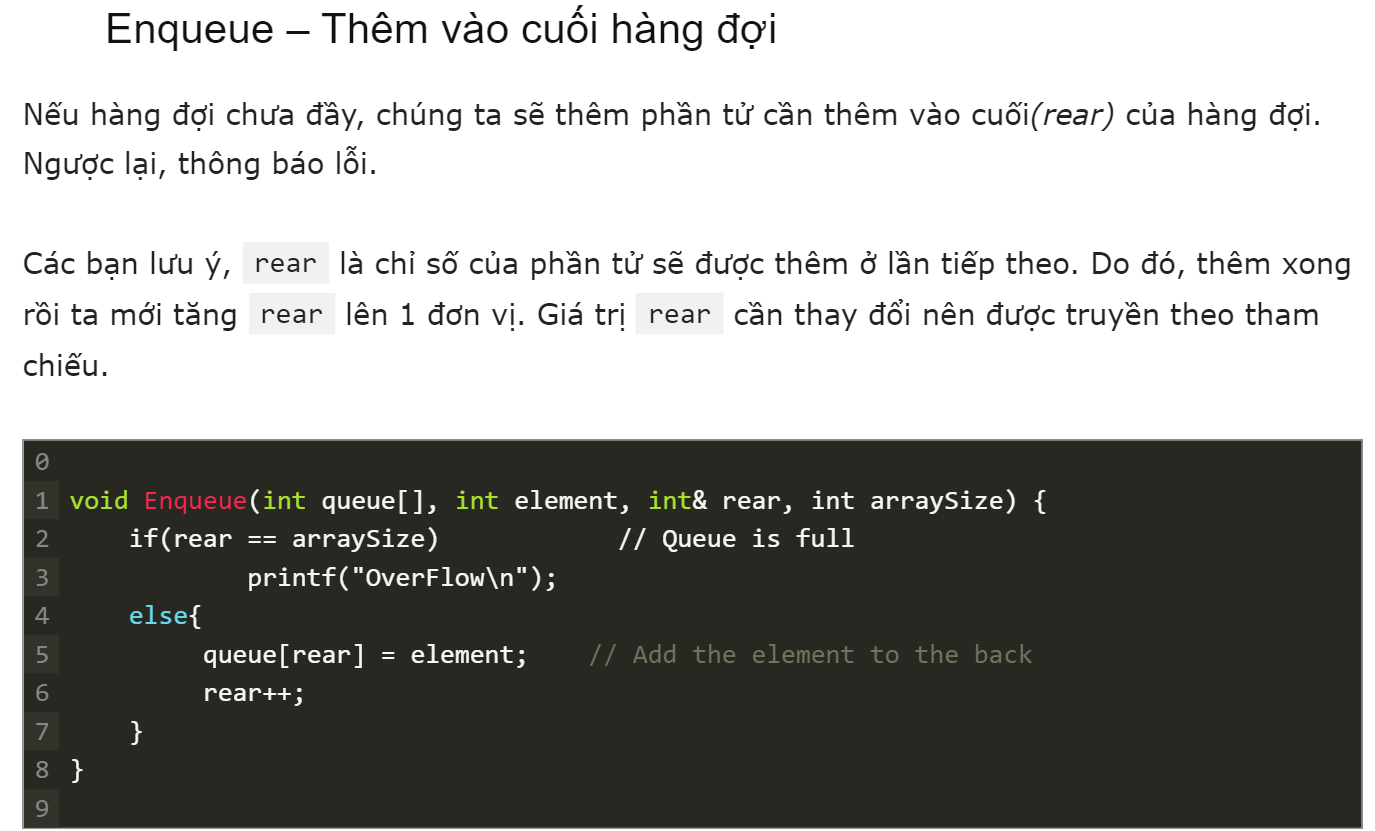 Enqueue – Thêm vào cuối hàng đợi
Nếu hàng đợi chưa đầy, chúng ta sẽ thêm phần tử cần thêm vào cuối(rear) của hàng đợi.
Ngược lại, thông báo lỗi.
Các bạn lưu ý, rear là chỉ số của phần tử sẽ được thêm ở lần tiếp theo. Do đó, thêm xong
rồi ta mới tăng rear lên 1 đơn vị. Giá trị rear cần thay đổi nên được truyền theo tham
chiếu.
0
1 void Enqueue(int queue[], int element, int& rear, int arraySize) {
2     if(rear == arraySize)            // Queue is full
3             printf("OverFlow\n");
4     else{
5          queue[rear] = element;    // Add the element to the back
6          rear++;
7     }
8 }
9